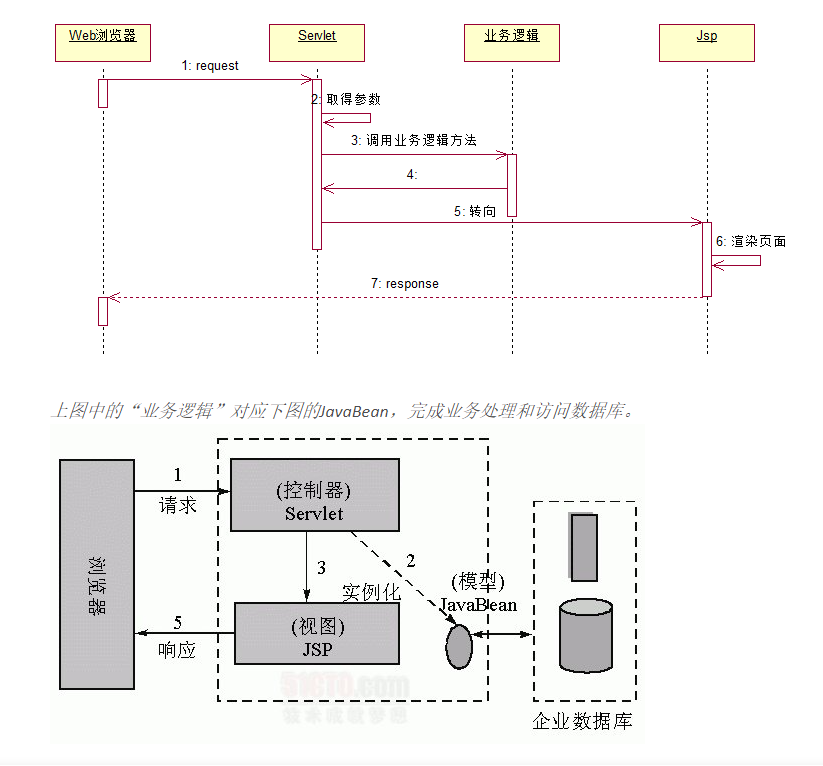 Web浏览器 Servlet 业务逻辑 Jsp
1: request
2: 取得参数
3: 调用业务逻辑方法
4:
5: 转向
6: 渲染页面
7: response
上图中的“业务逻辑”对应下图的JavaBean，完成业务处理和访问数据库。
1
请求
(控制器)
Servlet
浏览器
2
3
实例化
(模型)
JavaBean
(视图)
JSP
5
响应
51CTO.com
技术成就梦想
企业数据库